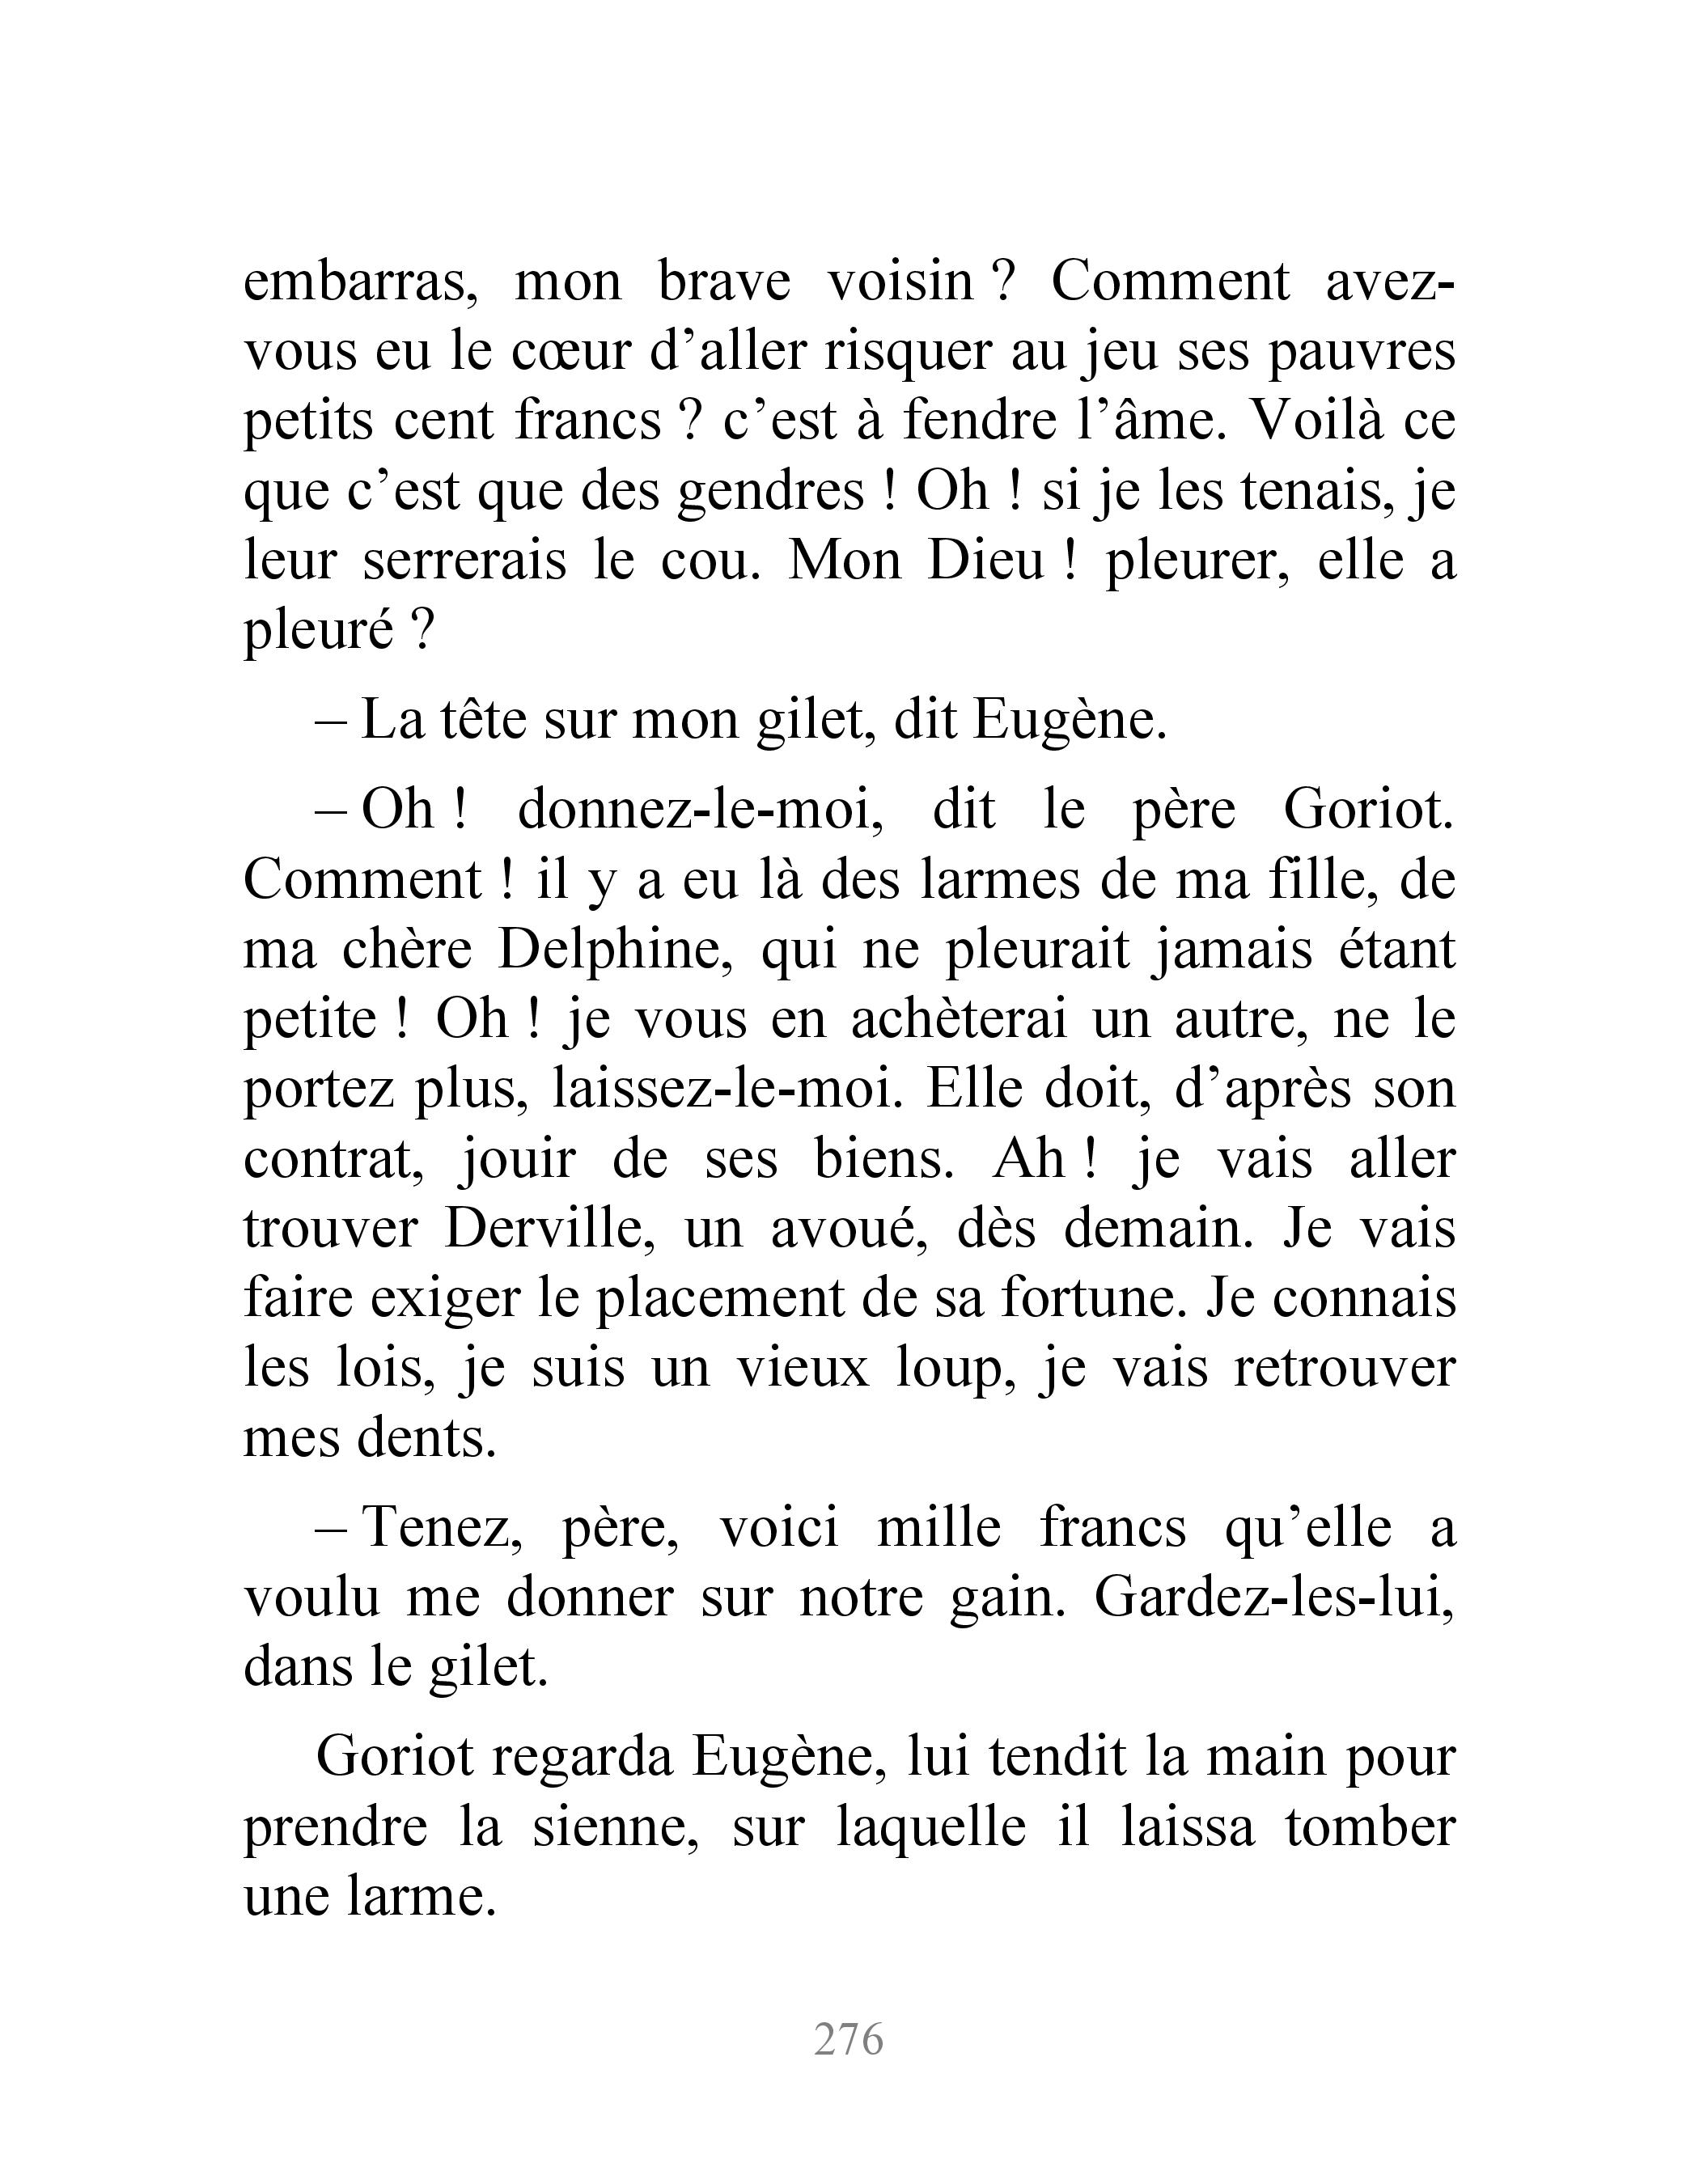 embarras, mon brave voisin ? Comment avez-
vous eu le cœur d’aller risquer au jeu ses pauvres
petits cent francs ? c’est à fendre l’âme. Voilà ce
que c’est que des gendres ! Oh ! si je les tenais, je
leur serrerais le cou. Mon Dieu ! pleurer, elle a
pleuré ?
– La tête sur mon gilet, dit Eugène.
– Oh ! donnez-le-moi, dit le père Goriot.
Comment ! il y a eu là des larmes de ma fille, de
ma chère Delphine, qui ne pleurait jamais étant
petite ! Oh ! je vous en achèterai un autre, ne le
portez plus, laissez-le-moi. Elle doit, d’après son
contrat, jouir de ses biens. Ah ! je vais aller
trouver Derville, un avoué, dès demain. Je vais
faire exiger le placement de sa fortune. Je connais
les lois, je suis un vieux loup, je vais retrouver
mes dents.
– Tenez, père, voici mille francs qu’elle a
voulu me donner sur notre gain. Gardez-les-lui,
dans le gilet.
Goriot regarda Eugène, lui tendit la main pour
prendre la sienne, sur laquelle il laissa tomber
une larme.
276